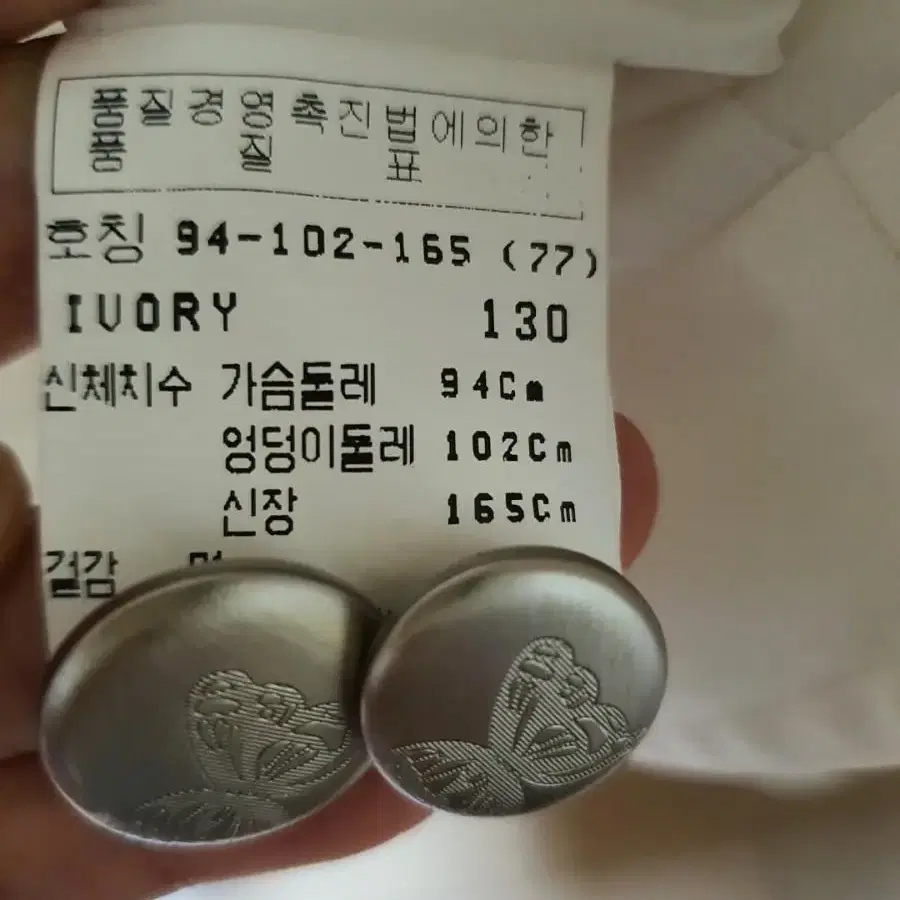 품질경영촉진법에의한
품 질 표
호칭 94-102-165 (77)
IVORY 130
신체치수 가슴둘레 94Cm
엉덩이둘레 102Cm
신장 165Cm
겉감